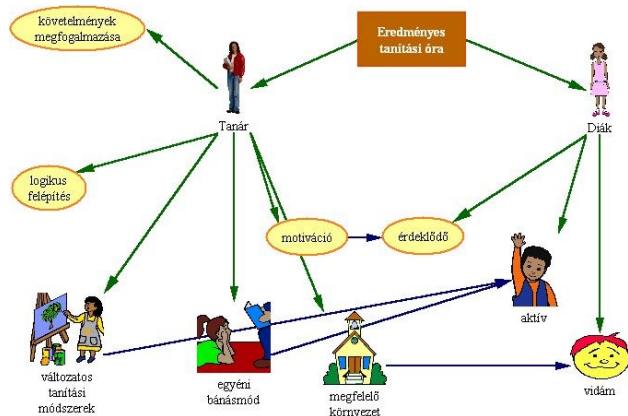 követelmények
megfogalmazása
Eredményes
tanítási óra
Tanár
Diák
logikus
felépítés
motiváció
érdeklődő
aktív
változatos
tanítási
módszerek
egyéni
bánásmód
megfelelő
környezet
vidám